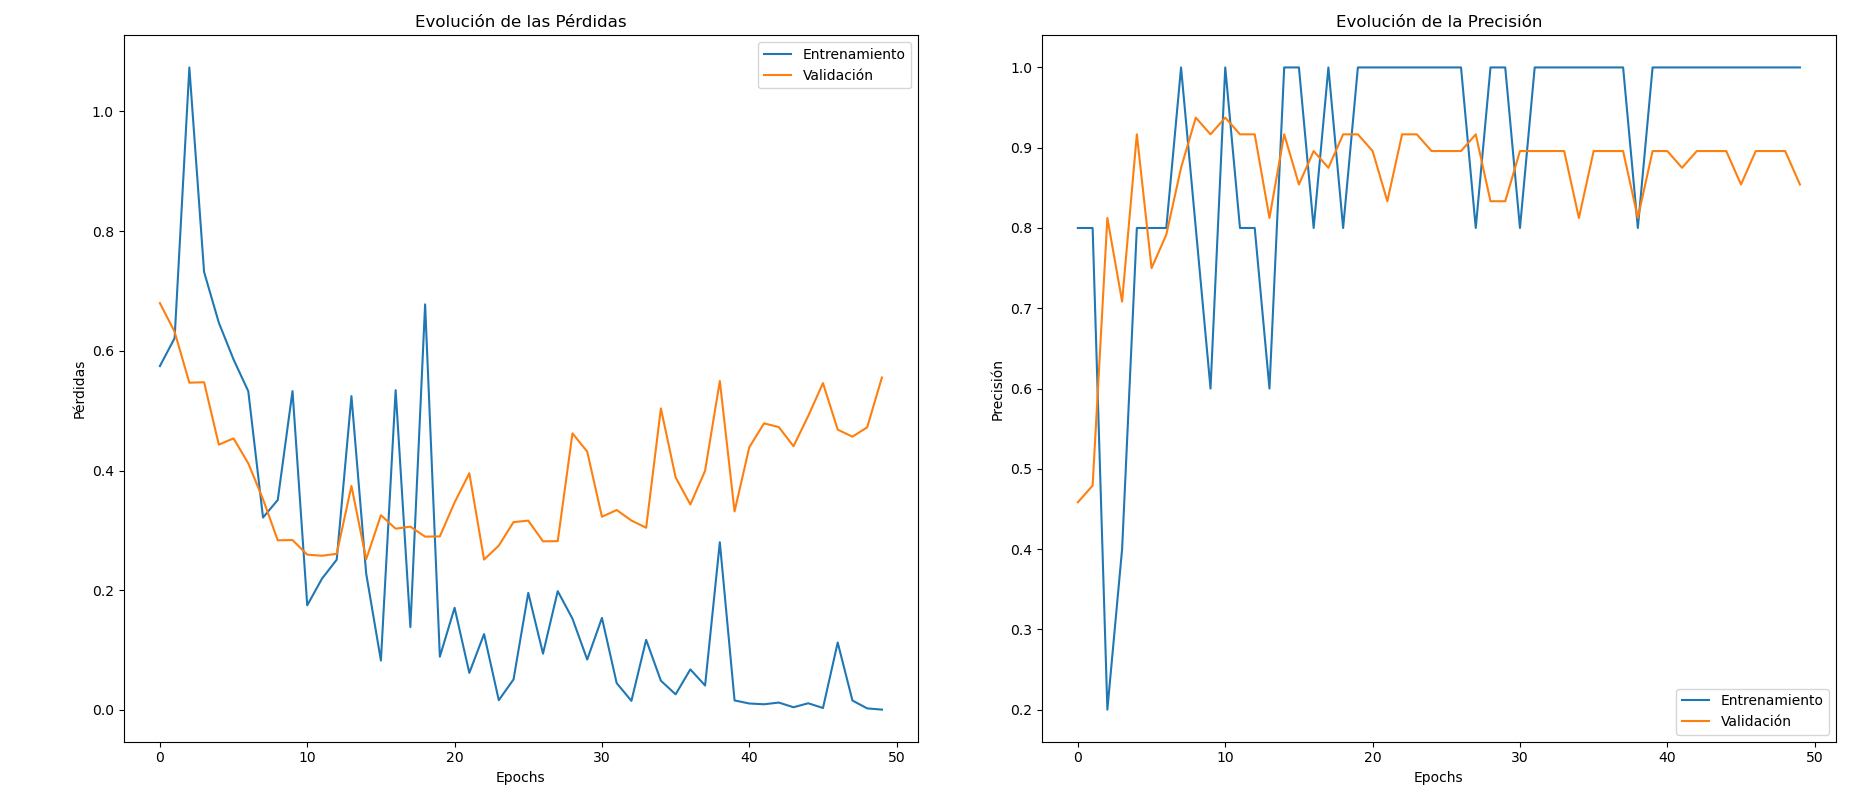 Evolución de las Pérdidas
Entrenamiento
Validación
1.0
0.8
0.6
0.4
0.2
0.0
Pérdidas
0 10 20 30 40 50
Epochs
Evolución de la Precisión
1.0
0.9
0.8
0.7
0.6
0.5
0.4
0.3
0.2
Precisión
Entrenamiento
Validación
0 10 20 30 40 50
Epochs